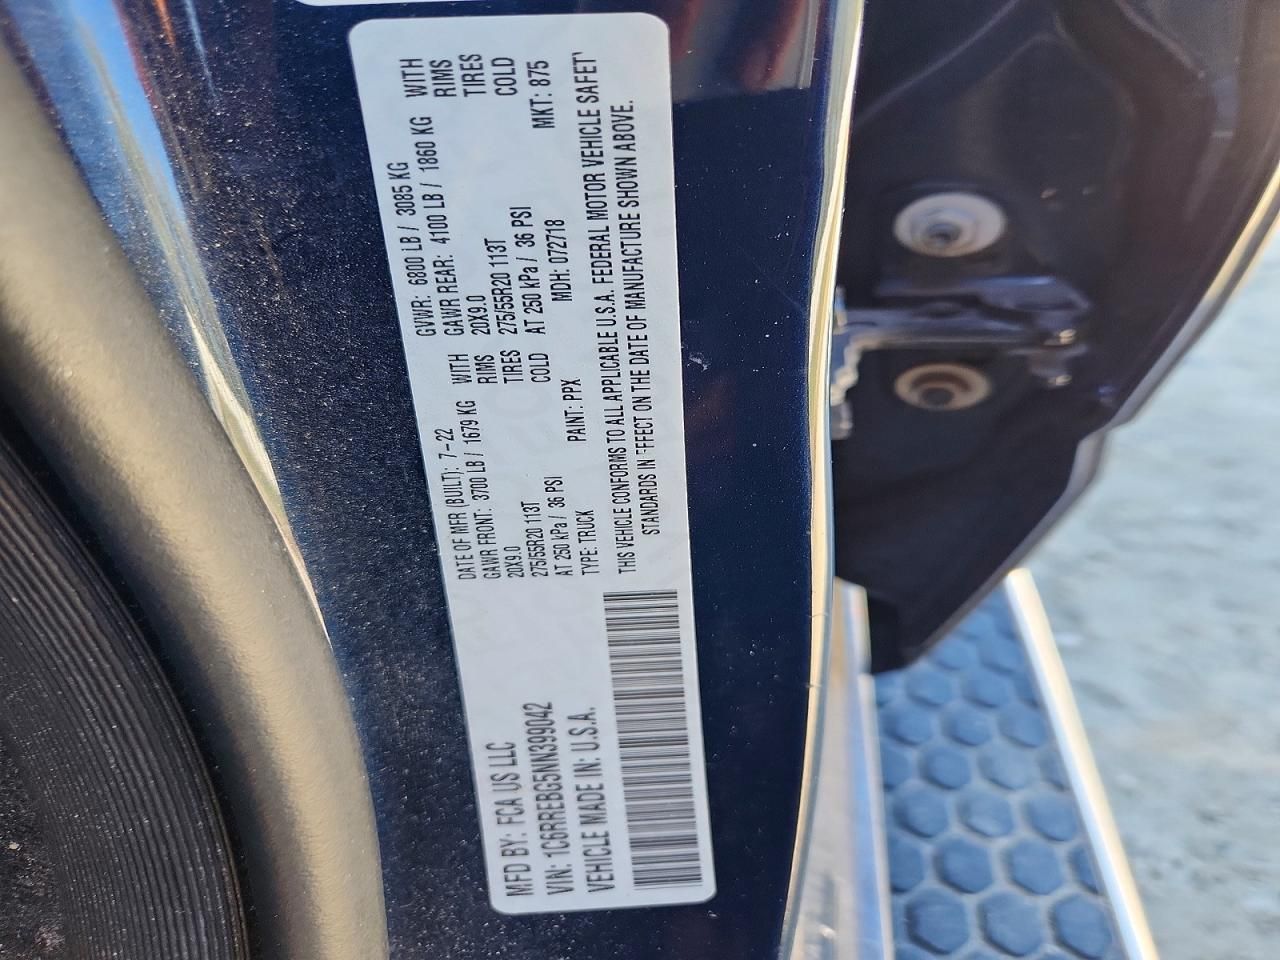 MFD BY: FCA US LLC
VIN: 1C6RREBG5NN399042
VEHICLE MADE IN: U.S.A.
DATE OF MFR (BUILT): 7-22
GAWR FRONT: 3700 LB / 1679 KG WITH
20X9.0 RIMS
275/55R20 113T TIRES
AT 250 kPa / 36 PSI COLD
TYPE: TRUCK PAINT: PPX
GVWR: 6800 LB / 3085 KG
GAWR REAR: 4100 LB / 1860 KG WITH
20X9.0 RIMS
275/55R20 113T TIRES
AT 250 kPa / 36 PSI COLD
MDH: 072718 MKT: 875
THIS VEHICLE CONFORMS TO ALL APPLICABLE U.S.A. FEDERAL MOTOR VEHICLE SAFETY
STANDARDS IN EFFECT ON THE DATE OF MANUFACTURE SHOWN ABOVE.